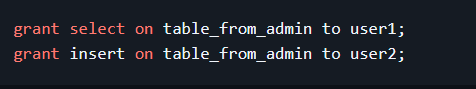 grant select on table_from_admin to user1;
grant insert on table_from_admin to user2;